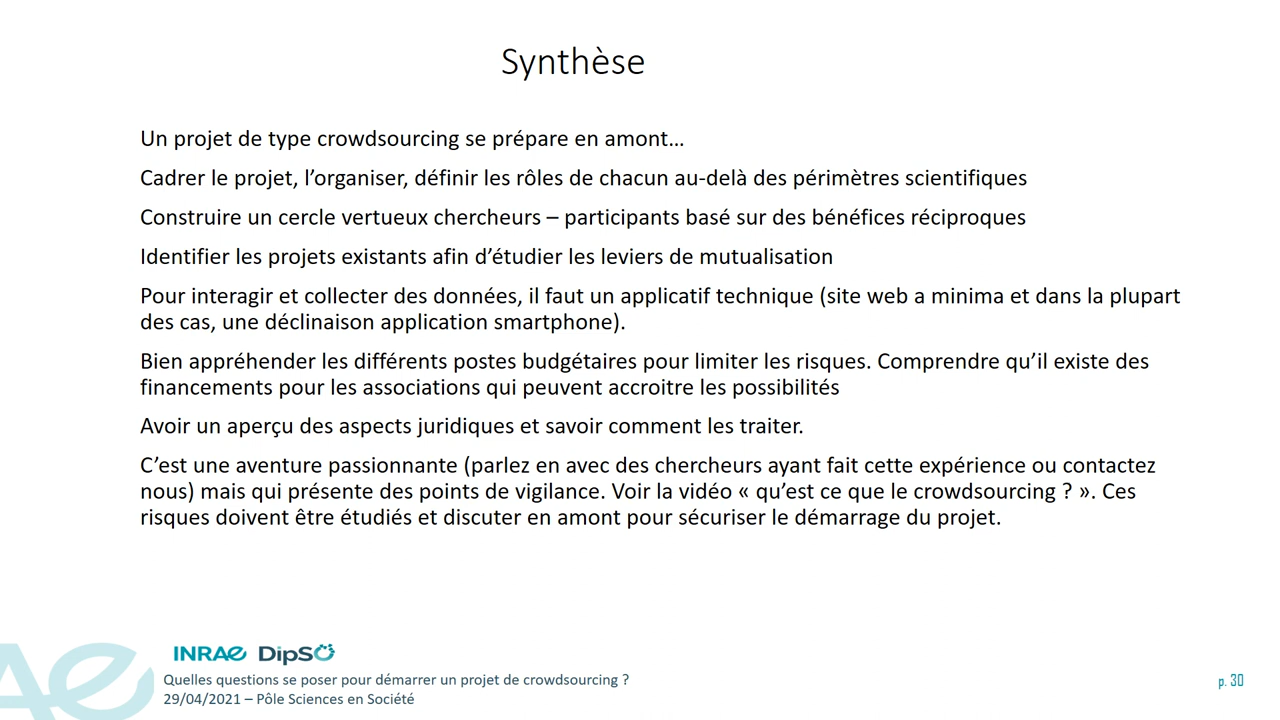 Synthèse
Un projet de type crowdsourcing se prépare en amont…
Cadrer le projet, l’organiser, définir les rôles de chacun au-delà des périmètres scientifiques
Construire un cercle vertueux chercheurs – participants basé sur des bénéfices réciproques
Identifier les projets existants afin d’étudier les leviers de mutualisation
Pour interagir et collecter des données, il faut un applicatif technique (site web a minima et dans la plupart
des cas, une déclinaison application smartphone).
Bien appréhender les différents postes budgétaires pour limiter les risques. Comprendre qu’il existe des
financements pour les associations qui peuvent accroitre les possibilités
Avoir un aperçu des aspects juridiques et savoir comment les traiter.
C’est une aventure passionnante (parlez en avec des chercheurs ayant fait cette expérience ou contactez
nous) mais qui présente des points de vigilance. Voir la vidéo « qu’est ce que le crowdsourcing ? ». Ces
risques doivent être étudiés et discuter en amont pour sécuriser le démarrage du projet.
INRAE DipSO
Quelles questions se poser pour démarrer un projet de crowdsourcing ?
29/04/2021 – Pôle Sciences en Société
p. 30